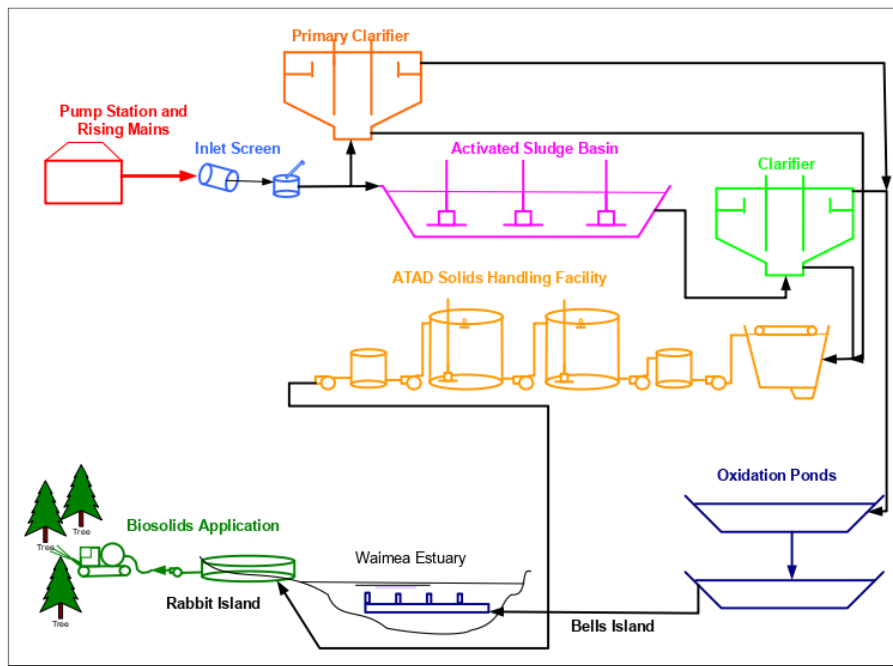 Primary Clarifier
Pump Station and
Rising Mains
Inlet Screen
Activated Sludge Basin
Clarifier
ATAD Solids Handling Facility
Oxidation Ponds
Tree
Tree
Biosolids Application
Waimea Estuary
Rabbit Island
Bells Island
Tree